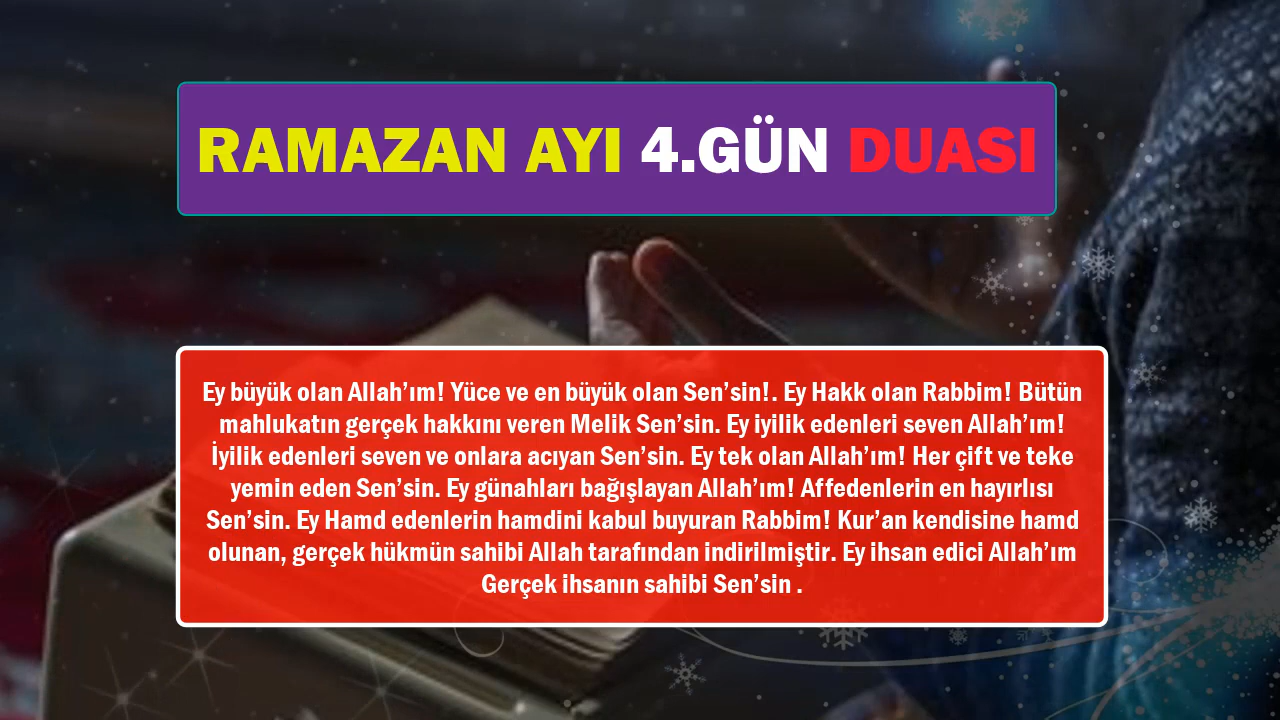 RAMAZAN AYI 4.GÜN DUASI
Ey büyük olan Allah’ım! Yüce ve en büyük olan Sen’sin!. Ey Hakk olan Rabbim! Bütün
mahlukatın gerçek hakkını veren Melik Sen’sin. Ey iyilik edenleri seven Allah’ım!
İyilik edenleri seven ve onlara acıyan Sen’sin. Ey tek olan Allah’ım! Her çift ve teke
yemin eden Sen’sin. Ey günahları bağışlayan Allah’ım! Affedenlerin en hayırlısı
Sen’sin. Ey Hamd edenlerin hamdini kabul buyuran Rabbim! Kur’an kendisine hamd
olunan, gerçek hükmün sahibi Allah tarafından indirilmiştir. Ey ihsan edici Allah’ım
Gerçek ihsanın sahibi Sen’sin .